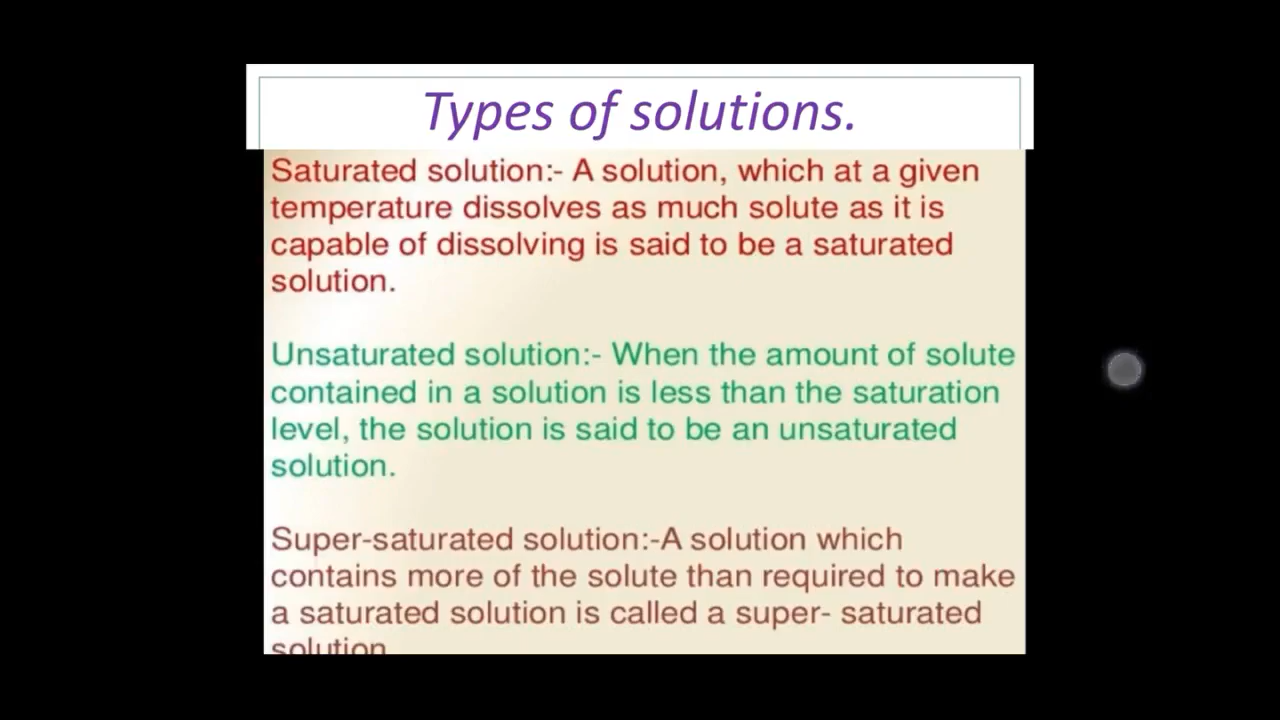 Types of solutions.
Saturated solution:- A solution, which at a given
temperature dissolves as much solute as it is
capable of dissolving is said to be a saturated
solution.
Unsaturated solution:- When the amount of solute
contained in a solution is less than the saturation
level, the solution is said to be an unsaturated
solution.
Super-saturated solution:-A solution which
contains more of the solute than required to make
a saturated solution is called a super- saturated
solution